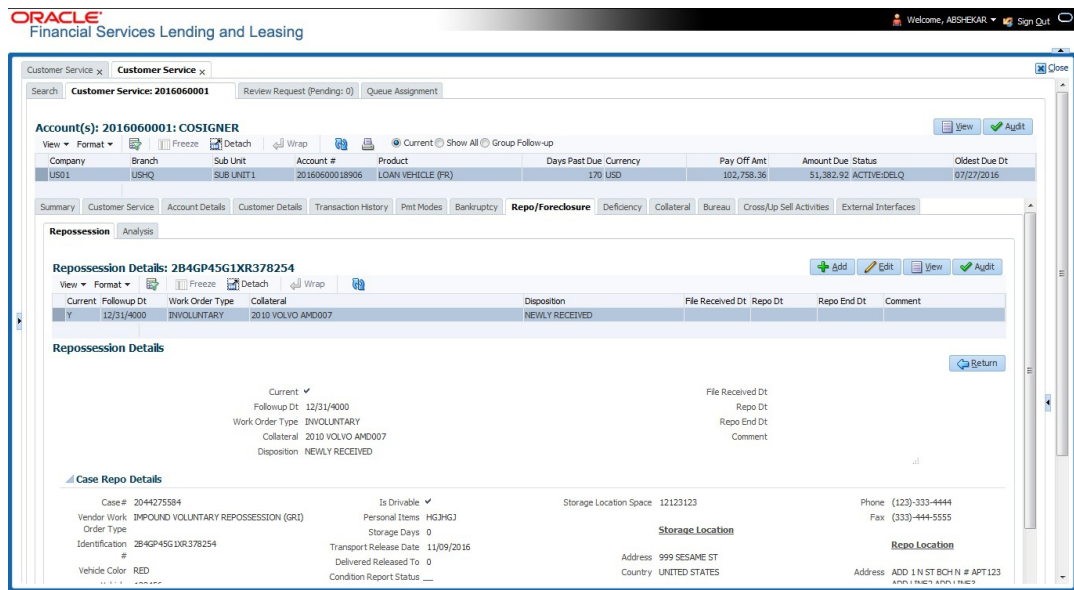 ORACLE
Financial Services Lending and Leasing
Welcome, ABSHEKAR Sign Out
Customer Service x Customer Service x Close
Search Customer Service: 2016060001 Review Request (Pending: 0) Queue Assignment
Account(s): 2016060001: COSIGNER View Audit
View Format Freeze Detach Wrap Current Show All Group Follow-up
Company Branch Sub Unit Account # Product Days Past Due Currency Pay Off Amt Amount Due Status Oldest Due Dt
US01 USHQ SUB UNIT1 20160600018906 LOAN VEHICLE (FR) 170 USD 102,758.36 51,382.92 ACTIVE:DELQ 07/27/2016
Summary Customer Service Account Details Customer Details Transaction History Pmt Modes Bankruptcy Repo/Foreclosure Deficiency Collateral Bureau Cross/Up Sell Activities External Interfaces
Repossession Analysis
Repossession Details: 2B4GP45G1XR378254 Add Edit View Audit
View Format Freeze Detach Wrap
Current Followup Dt Work Order Type Collateral Disposition File Received Dt Repo Dt Repo End Dt Comment
Y 12/31/4000 INVOLUNTARY 2010 VOLVO AMD007 NEWLY RECEIVED
Repossession Details
Return
Current File Received Dt
Followup Dt 12/31/4000 Repo Dt
Work Order Type INVOLUNTARY Repo End Dt
Collateral 2010 VOLVO AMD007 Comment
Disposition NEWLY RECEIVED
Case Repo Details
Case# 2044275584 Is Drivable Storage Location Space 12123123 Phone (123)-333-4444
Vendor Work Order Type IMPOUND VOLUNTARY REPOSSESSION (GRI) Personal Items HGJHGJ Fax (333)-444-5555
Storage Days 0 Storage Location
Identification # 2B4GP45G1XR378254 Transport Release Date 11/09/2016 Repo Location
Delivered Released To 0 Address 999 SESAME ST
Vehicle Color RED Condition Report Status Country UNITED STATES Address ADD 1 N ST BCH N # APT123